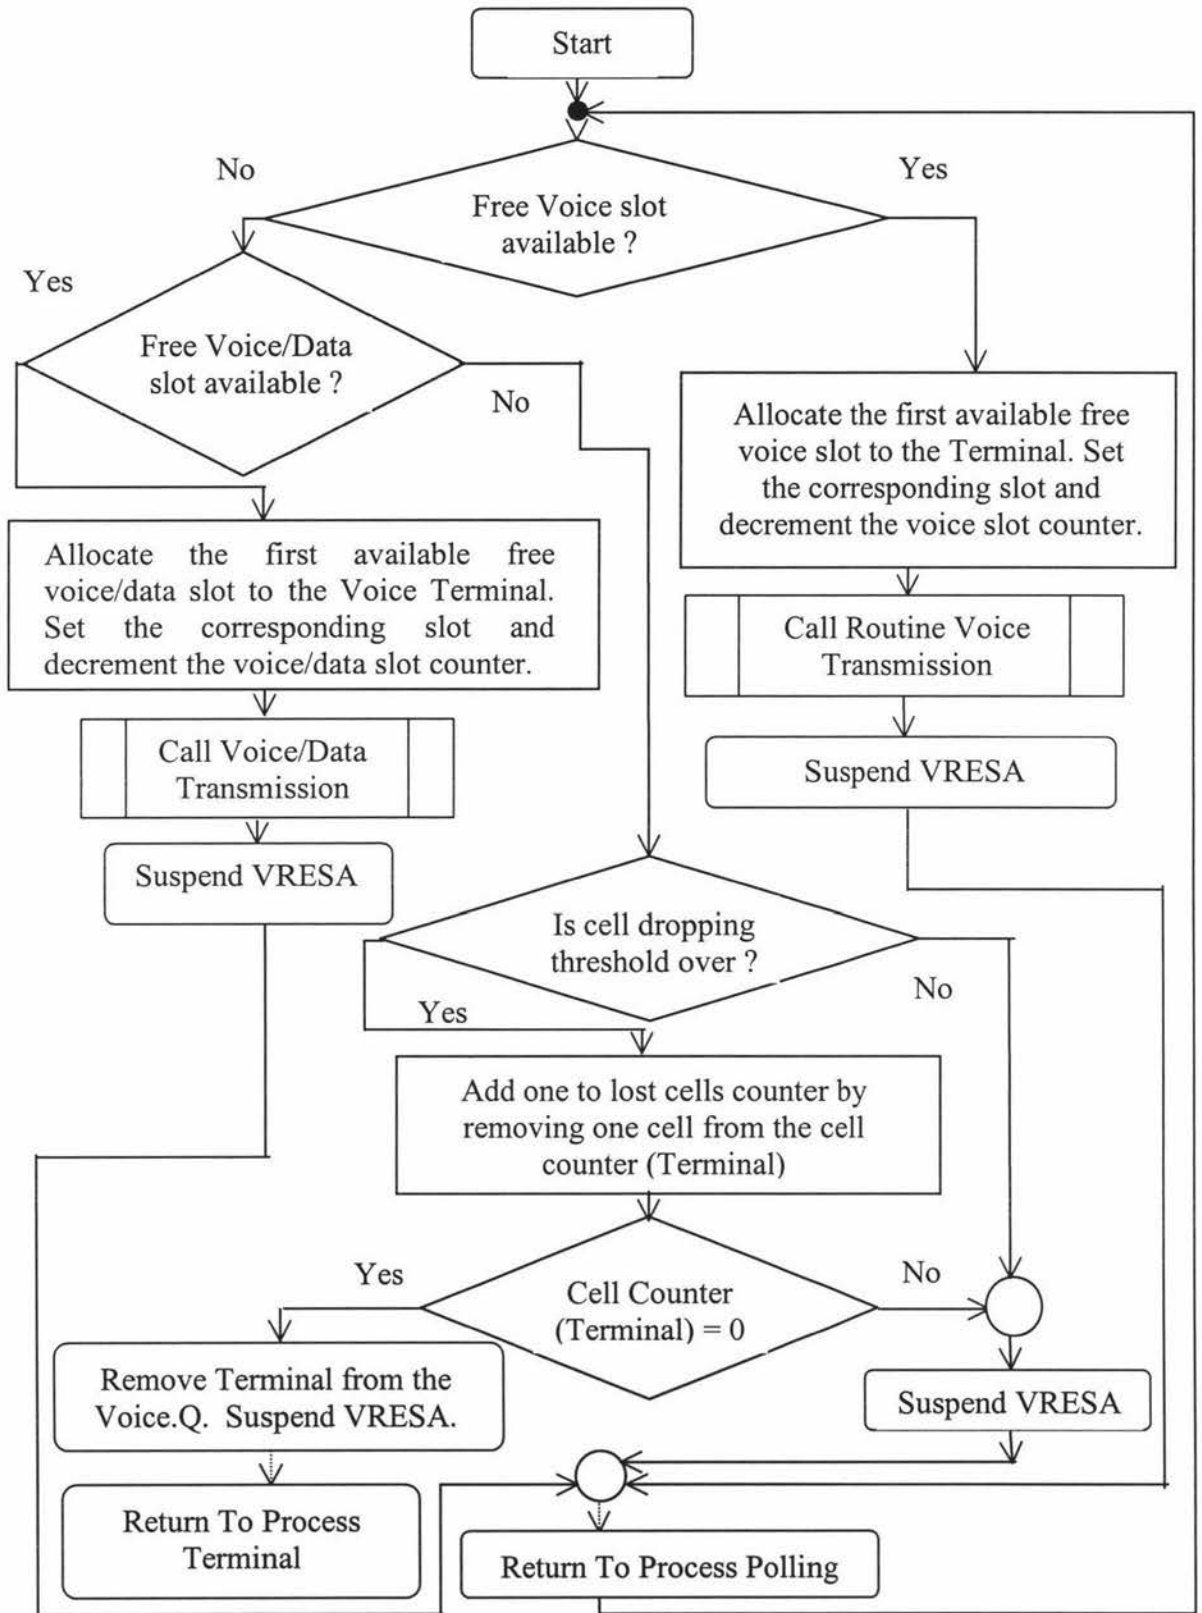 Start
No
Yes
Free Voice slot
available ?
Yes
Free Voice/Data
slot available ?
No
Allocate the first available free
voice slot to the Terminal. Set
the corresponding slot and
decrement the voice slot counter.
Allocate the first available free
voice/data slot to the Voice Terminal.
Set the corresponding slot and
decrement the voice/data slot counter.
Call Routine Voice
Transmission
Call Voice/Data
Transmission
Suspend VRESA
Suspend VRESA
Is cell dropping
threshold over ?
No
Yes
Add one to lost cells counter by
removing one cell from the cell
counter (Terminal)
Yes
No
Cell Counter
(Terminal) = 0
Remove Terminal from the
Voice.Q. Suspend VRESA.
Suspend VRESA
Return To Process
Terminal
Return To Process Polling